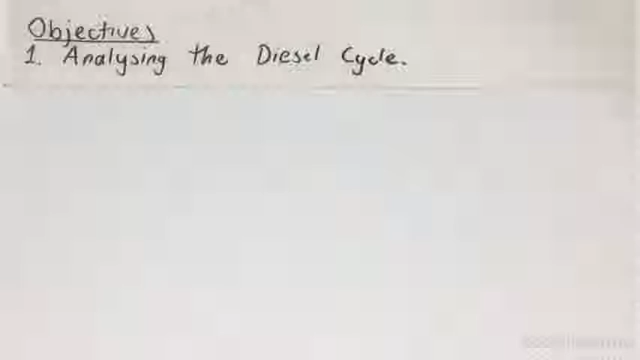 Objectives
1. Analysing the Diesel Cycle.